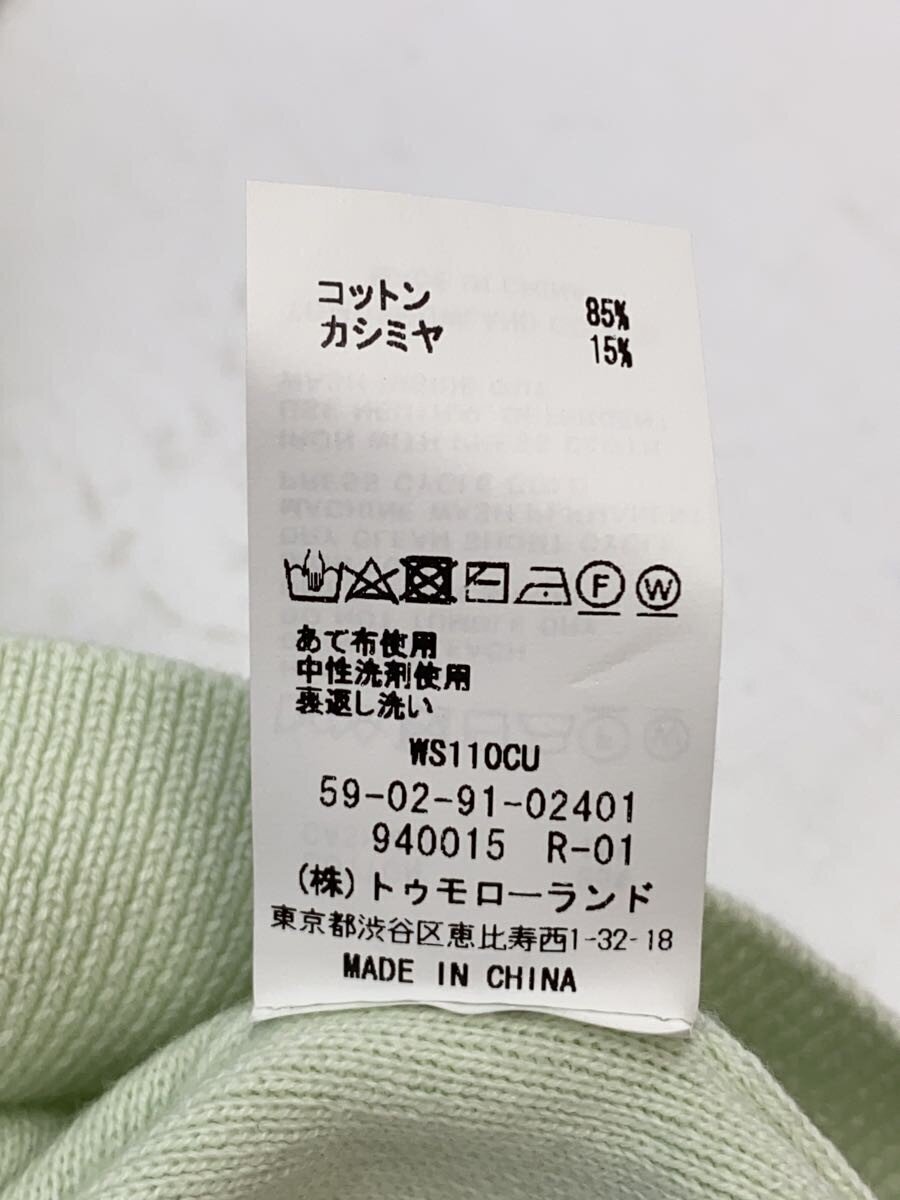 コットン 85%
カシミヤ 15%
F W
あて布使用
中性洗剤使用
裏返し洗い
WS110CU
59-02-91-02401
940015 R-01
(株)トゥモローランド
東京都渋谷区恵比寿西1-32-18
MADE IN CHINA